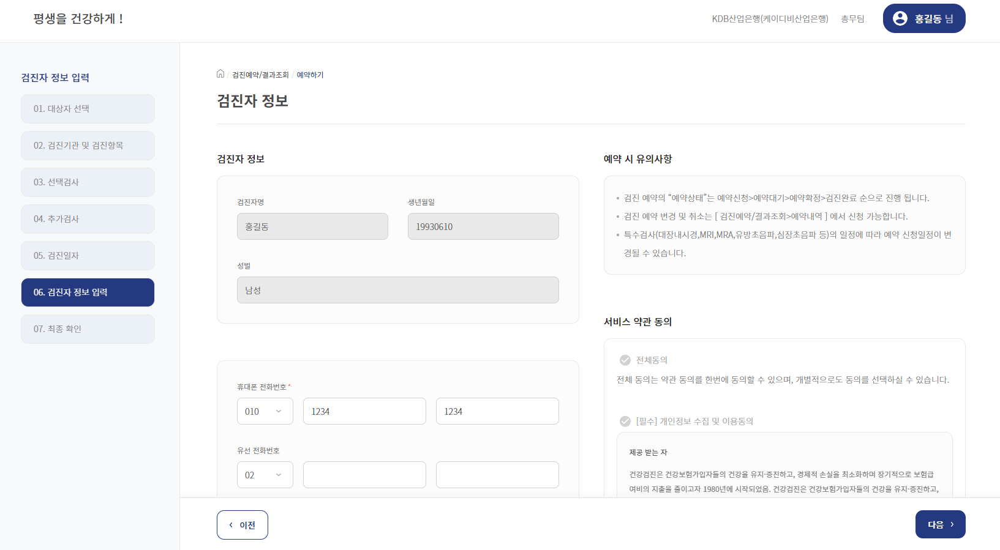 평생을 건강하게 !
KDB산업은행(케이디비산업은행) 총무팀 홍길동 님
검진자 정보 입력
01. 대상자 선택
02. 검진기관 및 검진항목
03. 선택검사
04. 추가검사
05. 검진일자
06. 검진자 정보 입력
07. 최종 확인
/ 검진예약/결과조회 / 예약하기
검진자 정보
검진자 정보
검진자명 생년월일
홍길동 19930610
성별
남성
휴대폰 전화번호 *
010 1234 1234
유선 전화번호
02
예약 시 유의사항
• 검진 예약의 “예약상태”는 예약신청>예약대기>예약확정>검진완료 순으로 진행 됩니다.
• 검진 예약 변경 및 취소는 [ 검진예약/결과조회>예약내역 ] 에서 신청 가능합니다.
• 특수검사(대장내시경,MRI,MRA,유방초음파,심장초음파 등)의 일정에 따라 예약 신청일정이 변
경될 수 있습니다.
서비스 약관 동의
전체동의
전체 동의는 약관 동의를 한번에 동의할 수 있으며, 개별적으로도 동의를 선택하실 수 있습니다.
[필수] 개인정보 수집 및 이용동의
제공 받는 자
건강검진은 건강보험가입자들의 건강을 유지·증진하고, 경제적 손실을 최소화하며 장기적으로 보험급
여비의 지출을 줄이고자 1980년에 시작되었음. 건강검진은 건강보험가입자들의 건강을 유지·증진하고,
이전
다음